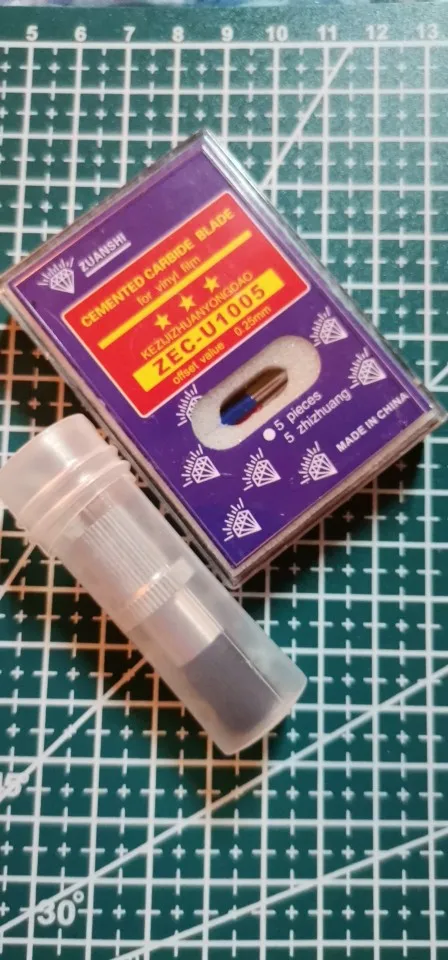 5 6 7 8 9 10 11 12 13
ZUANSHI
CEMENTED CARBIDE BLADE
for vinyl film
KEZUIZHUANYONGDAO
ZEC-U1005
offset value 0.25mm
5 pieces
5 zhizhuang
MADE IN CHINA
45°
30°